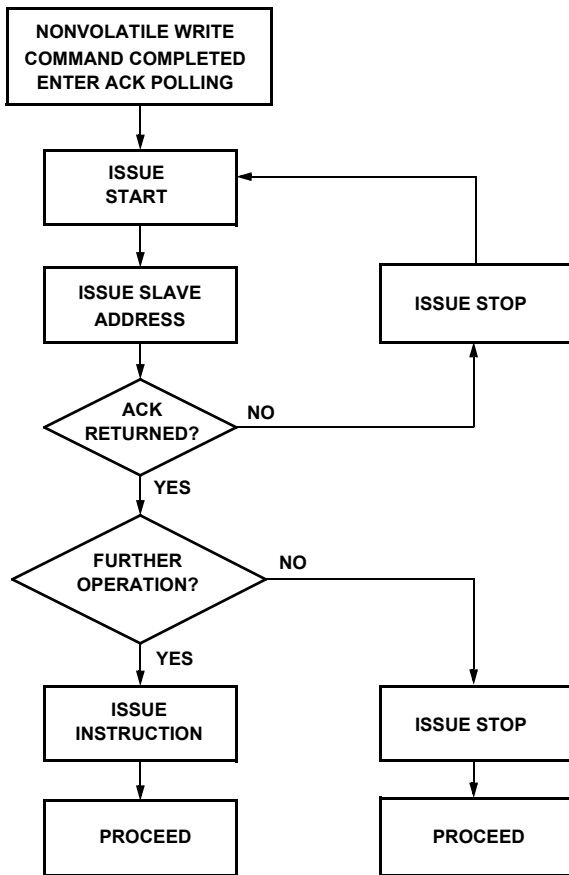 NONVOLATILE WRITE
COMMAND COMPLETED
ENTER ACK POLLING
ISSUE
START
ISSUE SLAVE
ADDRESS
ISSUE STOP
ACK
RETURNED?
NO
YES
FURTHER
OPERATION?
NO
YES
ISSUE
INSTRUCTION
ISSUE STOP
PROCEED
PROCEED